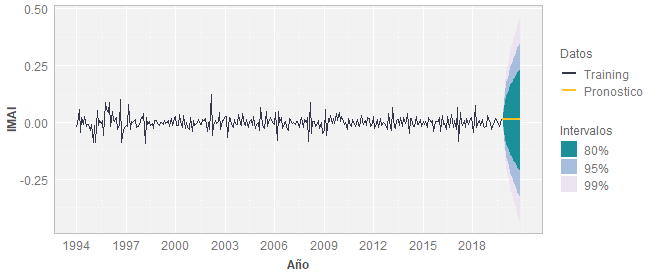 0.50
0.25
0.00
-0.25
IMAI
1994 1997 2000 2003 2006 2009 2012 2015 2018
Año
Datos
Training
Pronostico
Intervalos
80%
95%
99%